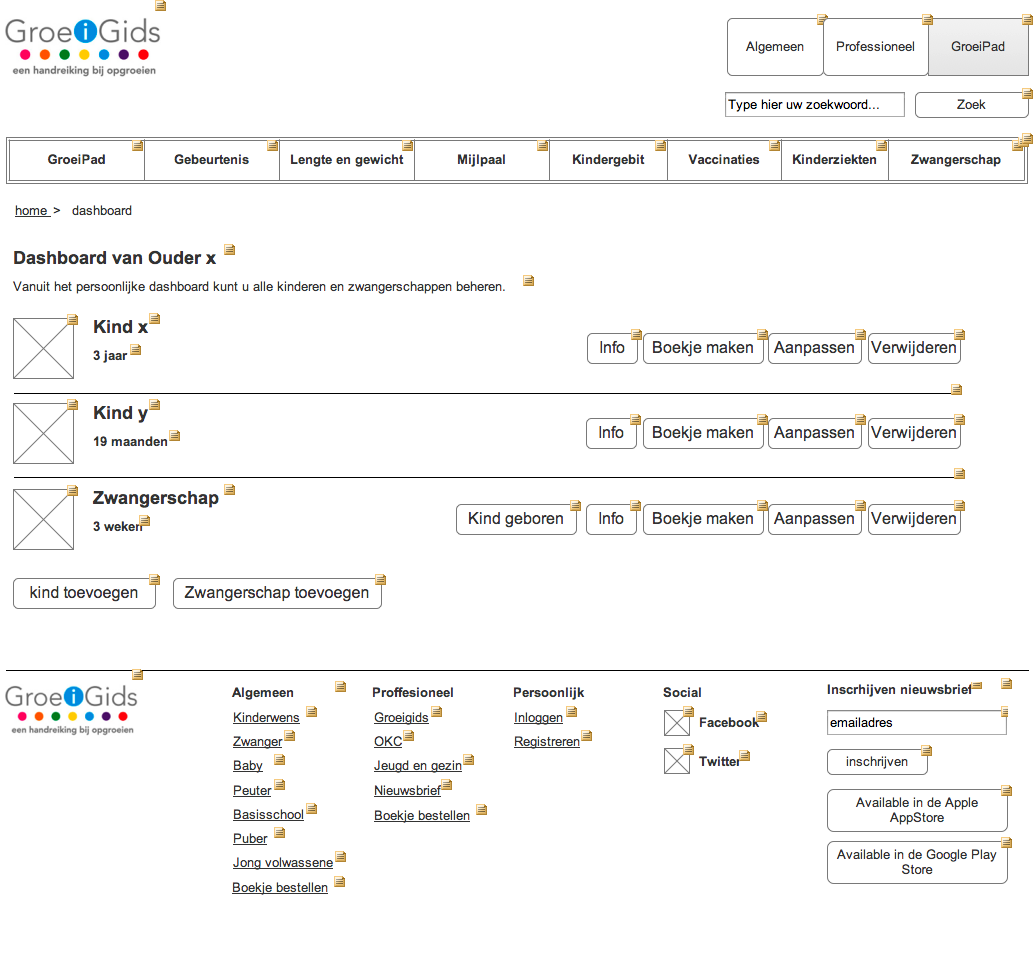 GroeiGids
een handreiking bij opgroeien
Algemeen
Professioneel
GroeiPad
Type hier uw zoekwoord...
Zoek
GroeiPad
Gebeurtenis
Lengte en gewicht
Mijlpaal
Kindergebit
Vaccinaties
Kinderziekten
Zwangerschap
home > dashboard
Dashboard van Ouder x
Vanuit het persoonlijke dashboard kunt u alle kinderen en zwangerschappen beheren.
Kind x
3 jaar
Info
Boekje maken
Aanpassen
Verwijderen
Kind y
19 maanden
Info
Boekje maken
Aanpassen
Verwijderen
Zwangerschap
3 weken
Kind geboren
Info
Boekje maken
Aanpassen
Verwijderen
kind toevoegen
Zwangerschap toevoegen
GroeiGids
een handreiking bij opgroeien
Algemeen
Kinderwens
Zwanger
Baby
Peuter
Basisschool
Puber
Jong volwassene
Boekje bestellen
Proffesioneel
Groeigids
OKC
Jeugd en gezin
Nieuwsbrief
Boekje bestellen
Persoonlijk
Inloggen
Registreren
Social
Facebook
Twitter
Inscrhijven nieuwsbrief
emailadres
inschrijven
Available in de Apple
AppStore
Available in de Google Play
Store